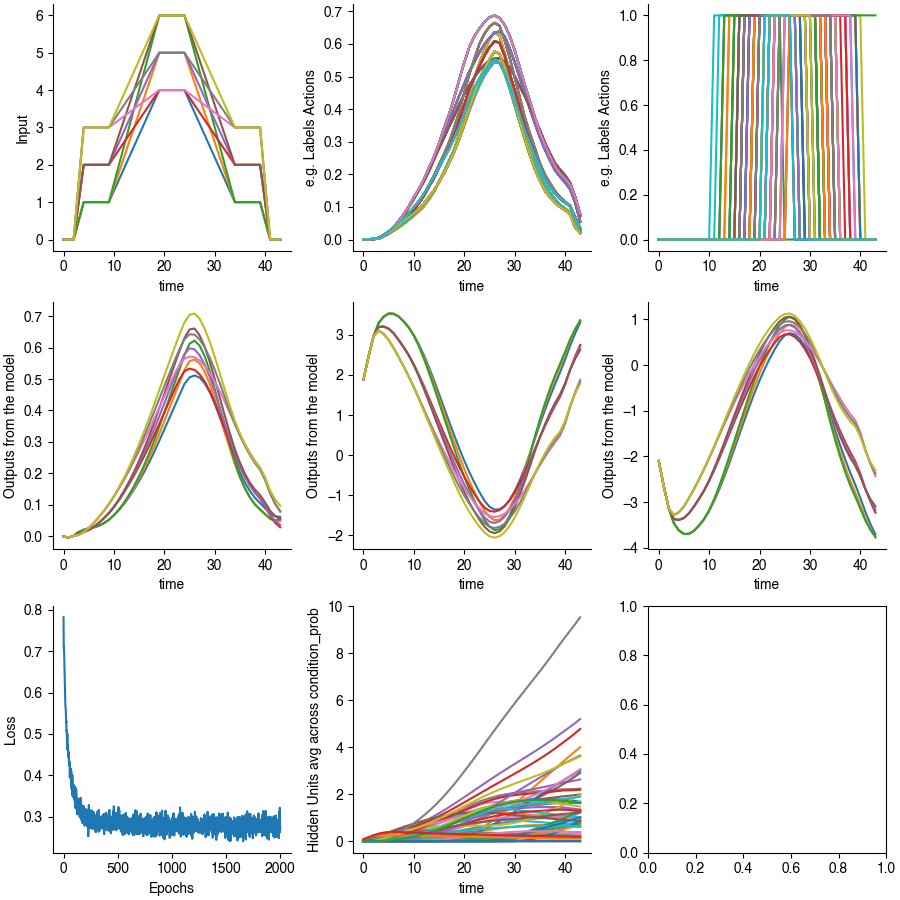 6
5
4
3
2
1
0
Input
0 10 20 30 40
time
0.7
0.6
0.5
0.4
0.3
0.2
0.1
0.0
e.g. Labels Actions
0 10 20 30 40
time
1.0
0.8
0.6
0.4
0.2
0.0
e.g. Labels Actions
0 20 40
time
0.7
0.6
0.5
0.4
0.3
0.2
0.1
0.0
Outputs from the model
0 10 20 30 40
time
3
2
1
0
−1
−2
Outputs from the model
0 10 20 30 40
time
1
0
−1
−2
−3
−4
Outputs from the model
0 10 20 30 40
time
0.8
0.7
0.6
0.5
0.4
0.3
Loss
0 500 1000 1500 2000
Epochs
10
8
6
4
2
0
Hidden Units avg across condition_prob
0 10 20 30 40
time
1.0
0.8
0.6
0.4
0.2
0.0
0.0 0.2 0.4 0.6 0.8 1.0